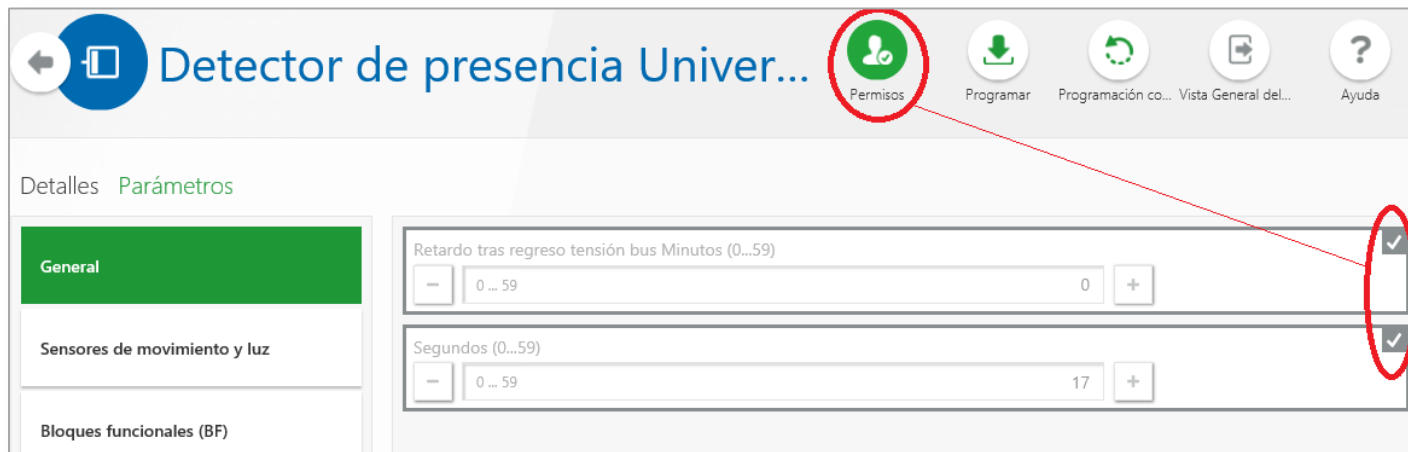 Detector de presencia Univer...
Permisos
Programar
Programación co...
Vista General del...
?
Ayuda
Detalles Parámetros
General
Sensores de movimiento y luz
Bloques funcionales (BF)
Retardo tras regreso tensión bus Minutos (0...59)
− 0 ... 59 0 +
Segundos (0...59)
− 0 ... 59 17 +